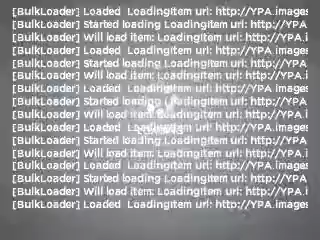 [BulkLoader] Loaded LoadingItem url: http://YPA.images
[BulkLoader] Started loading LoadingItem url: http://YPA
[BulkLoader] Will load item: LoadingItem url: http://YPA.i
[BulkLoader] Loaded LoadingItem url: http://YPA.images
[BulkLoader] Started loading LoadingItem url: http://YPA
[BulkLoader] Will load item: LoadingItem url: http://YPA.i
[BulkLoader] Loaded LoadingItem url: http://YPA.images
[BulkLoader] Started loading LoadingItem url: http://YPA.i
[BulkLoader] Will load item: LoadingItem url: http://YPA.i
[BulkLoader] Loaded LoadingItem url: http://YPA.images
[BulkLoader] Started loading LoadingItem url: http://YPA.i
[BulkLoader] Will load item: LoadingItem url: http://YPA.i
[BulkLoader] Loaded LoadingItem url: http://YPA.images
[BulkLoader] Started loading LoadingItem url: http://YPA.i
[BulkLoader] Will load item: LoadingItem url: http://YPA.i
[BulkLoader] Loaded LoadingItem url: http://YPA.images